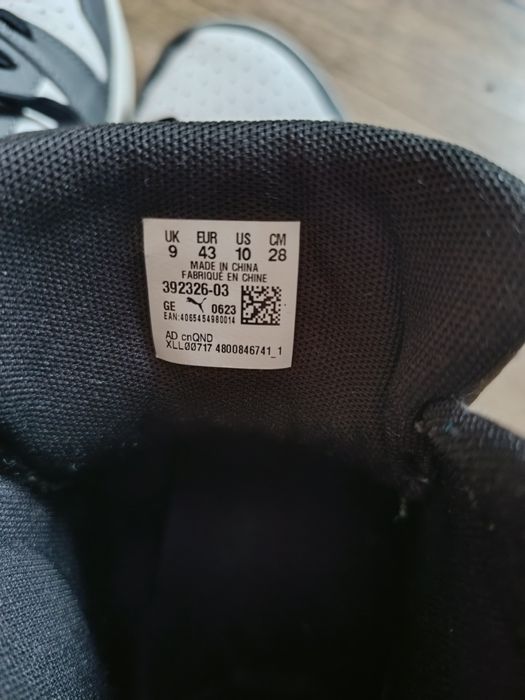 UK EUR US CM
9 43 10 28
MADE IN CHINA
FABRIQUÉ EN CHINE
392326-03
GE 0623
EAN:4065454980014
AD cnQND
XLL00717 4800846741_1